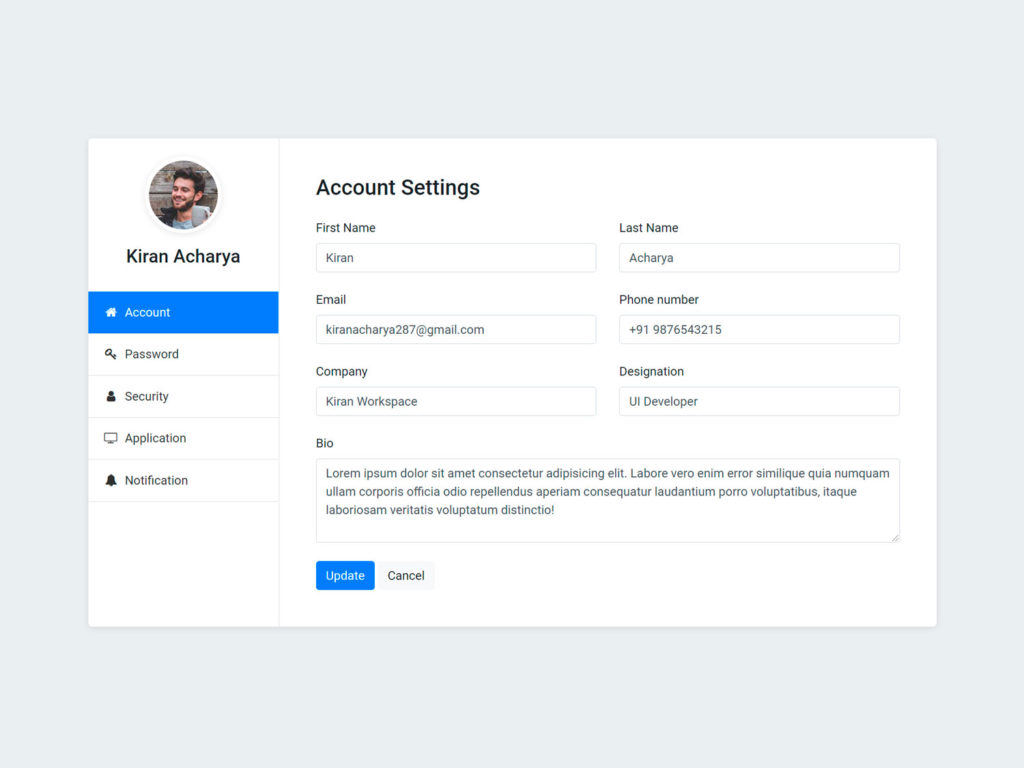 Kiran Acharya
Account
Password
Security
Application
Notification
Account Settings
First Name
Last Name
Kiran
Acharya
Email
Phone number
kiranacharya287@gmail.com
+91 9876543215
Company
Designation
Kiran Workspace
UI Developer
Bio
Lorem ipsum dolor sit amet consectetur adipisicing elit. Labore vero enim error similique quia numquam
ullam corporis officia odio repellendus aperiam consequatur laudantium porro voluptatibus, itaque
laboriosam veritatis voluptatum distinctio!
Update
Cancel